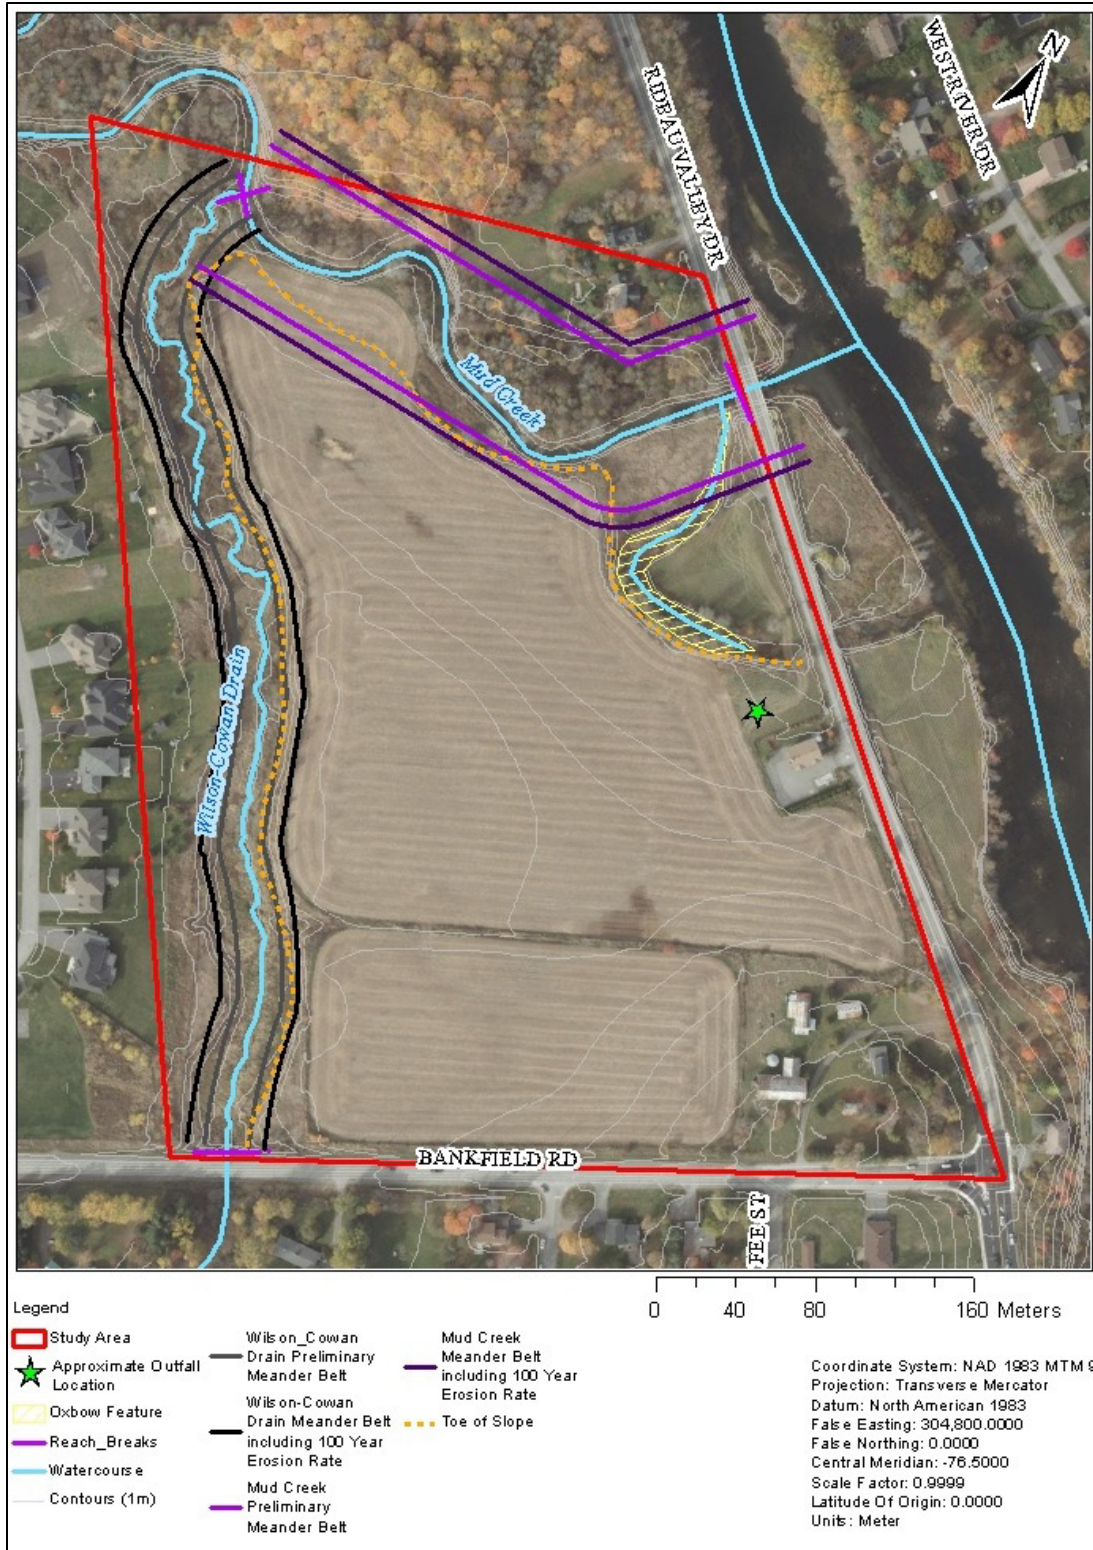 WEST RIVER DR
N
RIDEAU VALLEY DR
Mud Creek
Wilson-Cowan Drain
BANKFIELD RD
FEE ST
0 40 80 160 Meters
Legend
Study Area
Approximate Outfall
Location
Oxbow Feature
Reach_Breaks
Watercourse
Contours (1m)
Wilson_Cowan
Drain Preliminary
Meander Belt
Wilson-Cowan
Drain Meander Belt
including 100 Year
Erosion Rate
Mud Creek
Preliminary
Meander Belt
Mud Creek
Meander Belt
including 100 Year
Erosion Rate
Toe of Slope
Coordinate System: NAD 1983 MTM 9
Projection: Transverse Mercator
Datum: North American 1983
False Easting: 304,800.0000
False Northing: 0.0000
Central Meridian: -76.5000
Scale Factor: 0.9999
Latitude Of Origin: 0.0000
Units: Meter